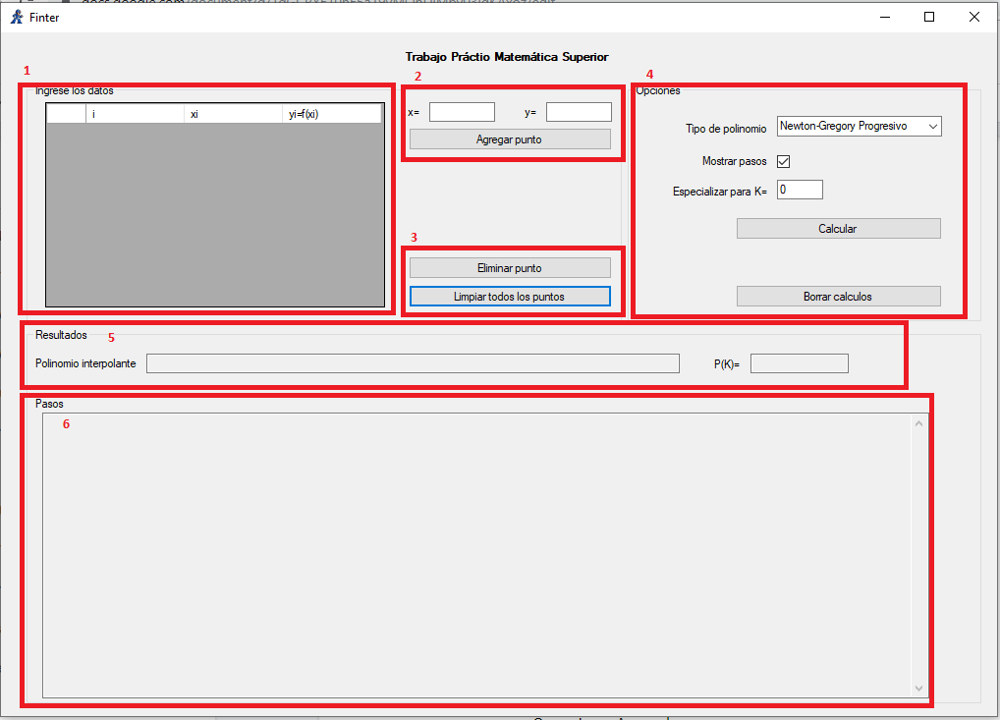 Finter
Trabajo Práctio Matemática Superior
1
Ingrese los datos
i xi yi=f(xi)
2
x= y=
Agregar punto
3
Eliminar punto
Limpiar todos los puntos
4
Opciones
Tipo de polinomio Newton-Gregory Progresivo
Mostrar pasos
Especializar para K= 0
Calcular
Borrar calculos
Resultados 5
Polinomio interpolante P(K)=
Pasos
6